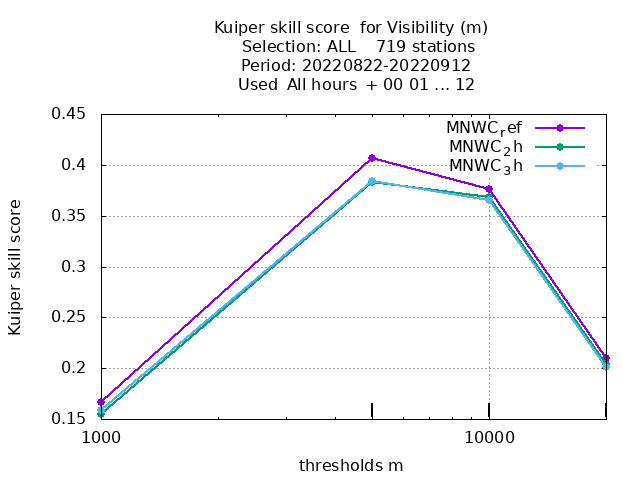 Kuiper skill score  for Visibility (m)
Selection: ALL    719 stations
Period: 20220822-20220912
Used  All hours  + 00 01 ... 12
0.45
0.4
0.35
0.3
0.25
0.2
0.15
Kuiper skill score
MNWC_ref
MNWC_2h
MNWC_3h
1000
10000
thresholds m